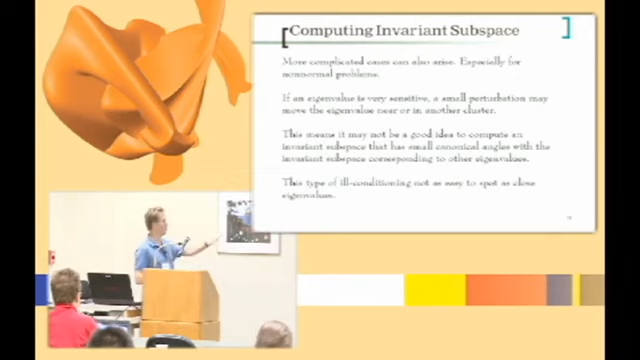 Computing Invariant Subspace
More complicated cases can also arise. Especially for
nonnormal problems.
If an eigenvalue is very sensitive, a small perturbation may
move the eigenvalue near or in another cluster.
This means it may not be a good idea to compute an
invariant subspace that has small canonical angles with the
invariant subspace corresponding to other eigenvalues.
This type of ill-conditioning not as easy to spot as close
eigenvalues.